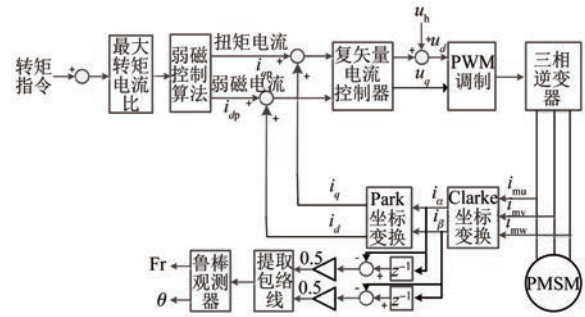 转矩
指令
+
最大
转矩
电流
比
弱磁
控制
算法
扭矩电流
弱磁电流
i_dp
+
+
+
复矢量
电流
控制器
u_h
+
+
u_d
u_q
PWM
调制
三相
逆变
器
i_q
i_d
Park
坐标
变换
i_α
i_β
Clarke
坐标
变换
i_mu
i_mv
i_mw
PMSM
Fr
θ
鲁棒
观测
器
提取
包络
线
0.5
-
+
z⁻¹
0.5
-
+
z⁻¹